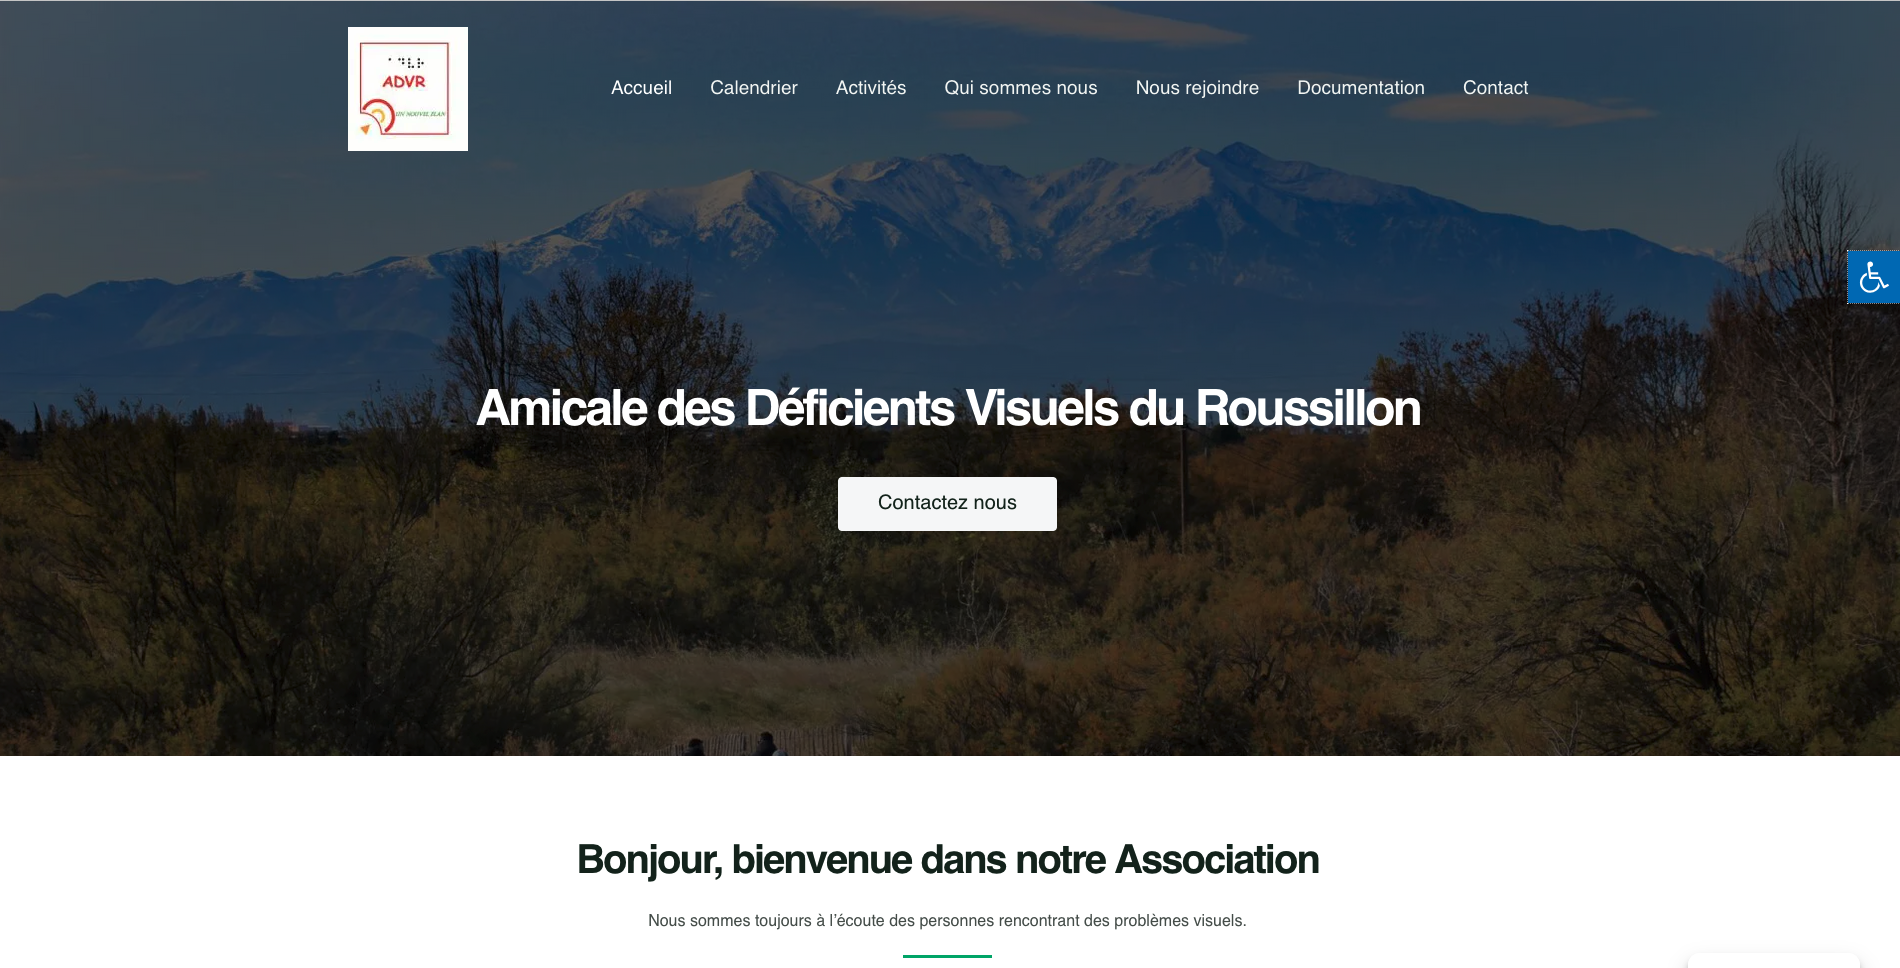 ⠁⠙⠧⠗
ADVR
UN NOUVEL ELAN
Accueil Calendrier Activités Qui sommes nous Nous rejoindre Documentation Contact
Amicale des Déficients Visuels du Roussillon
Contactez nous
Bonjour, bienvenue dans notre Association
Nous sommes toujours à l’écoute des personnes rencontrant des problèmes visuels.